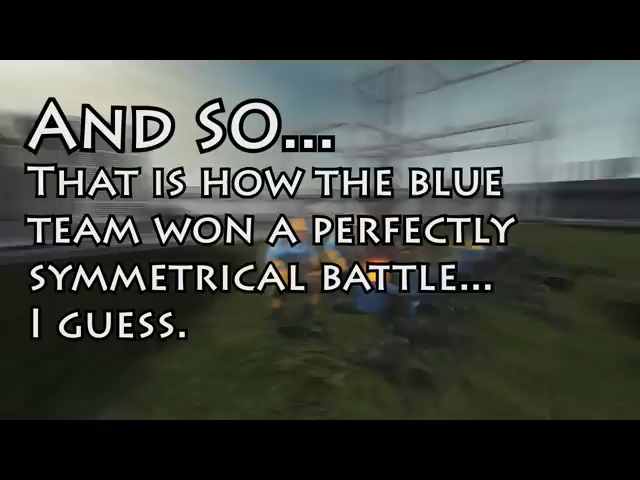 And so...
That is how the blue
team won a perfectly
symmetrical battle...
I guess.